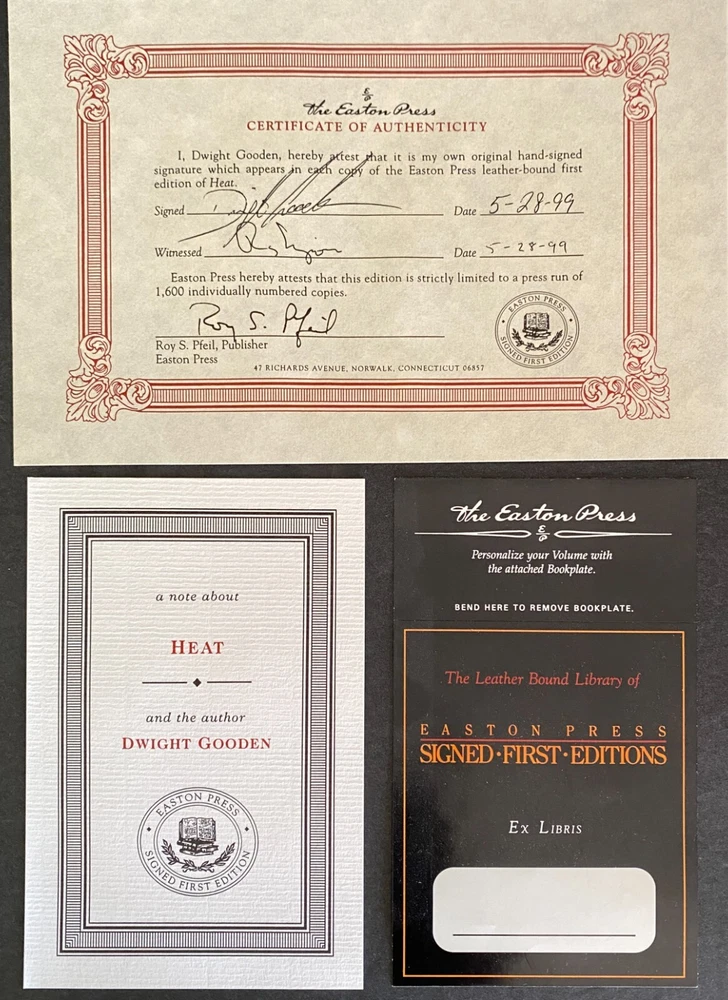 The Easton Press
CERTIFICATE OF AUTHENTICITY
I, Dwight Gooden, hereby attest that it is my own original hand-signed
signature which appears in each copy of the Easton Press leather-bound first
edition of Heat.
Signed Date 5-28-99
Witnessed Date 5-28-99
Easton Press hereby attests that this edition is strictly limited to a press run of
1,600 individually numbered copies.
Roy S. Pfeil
Roy S. Pfeil, Publisher
Easton Press
47 RICHARDS AVENUE, NORWALK, CONNECTICUT 06857
EASTON PRESS
SIGNED FIRST EDITION
a note about
HEAT
and the author
DWIGHT GOODEN
EASTON PRESS
SIGNED FIRST EDITION
The Easton Press
Personalize your Volume with
the attached Bookplate.
BEND HERE TO REMOVE BOOKPLATE.
The Leather Bound Library of
EASTON PRESS
SIGNED·FIRST·EDITIONS
EX LIBRIS